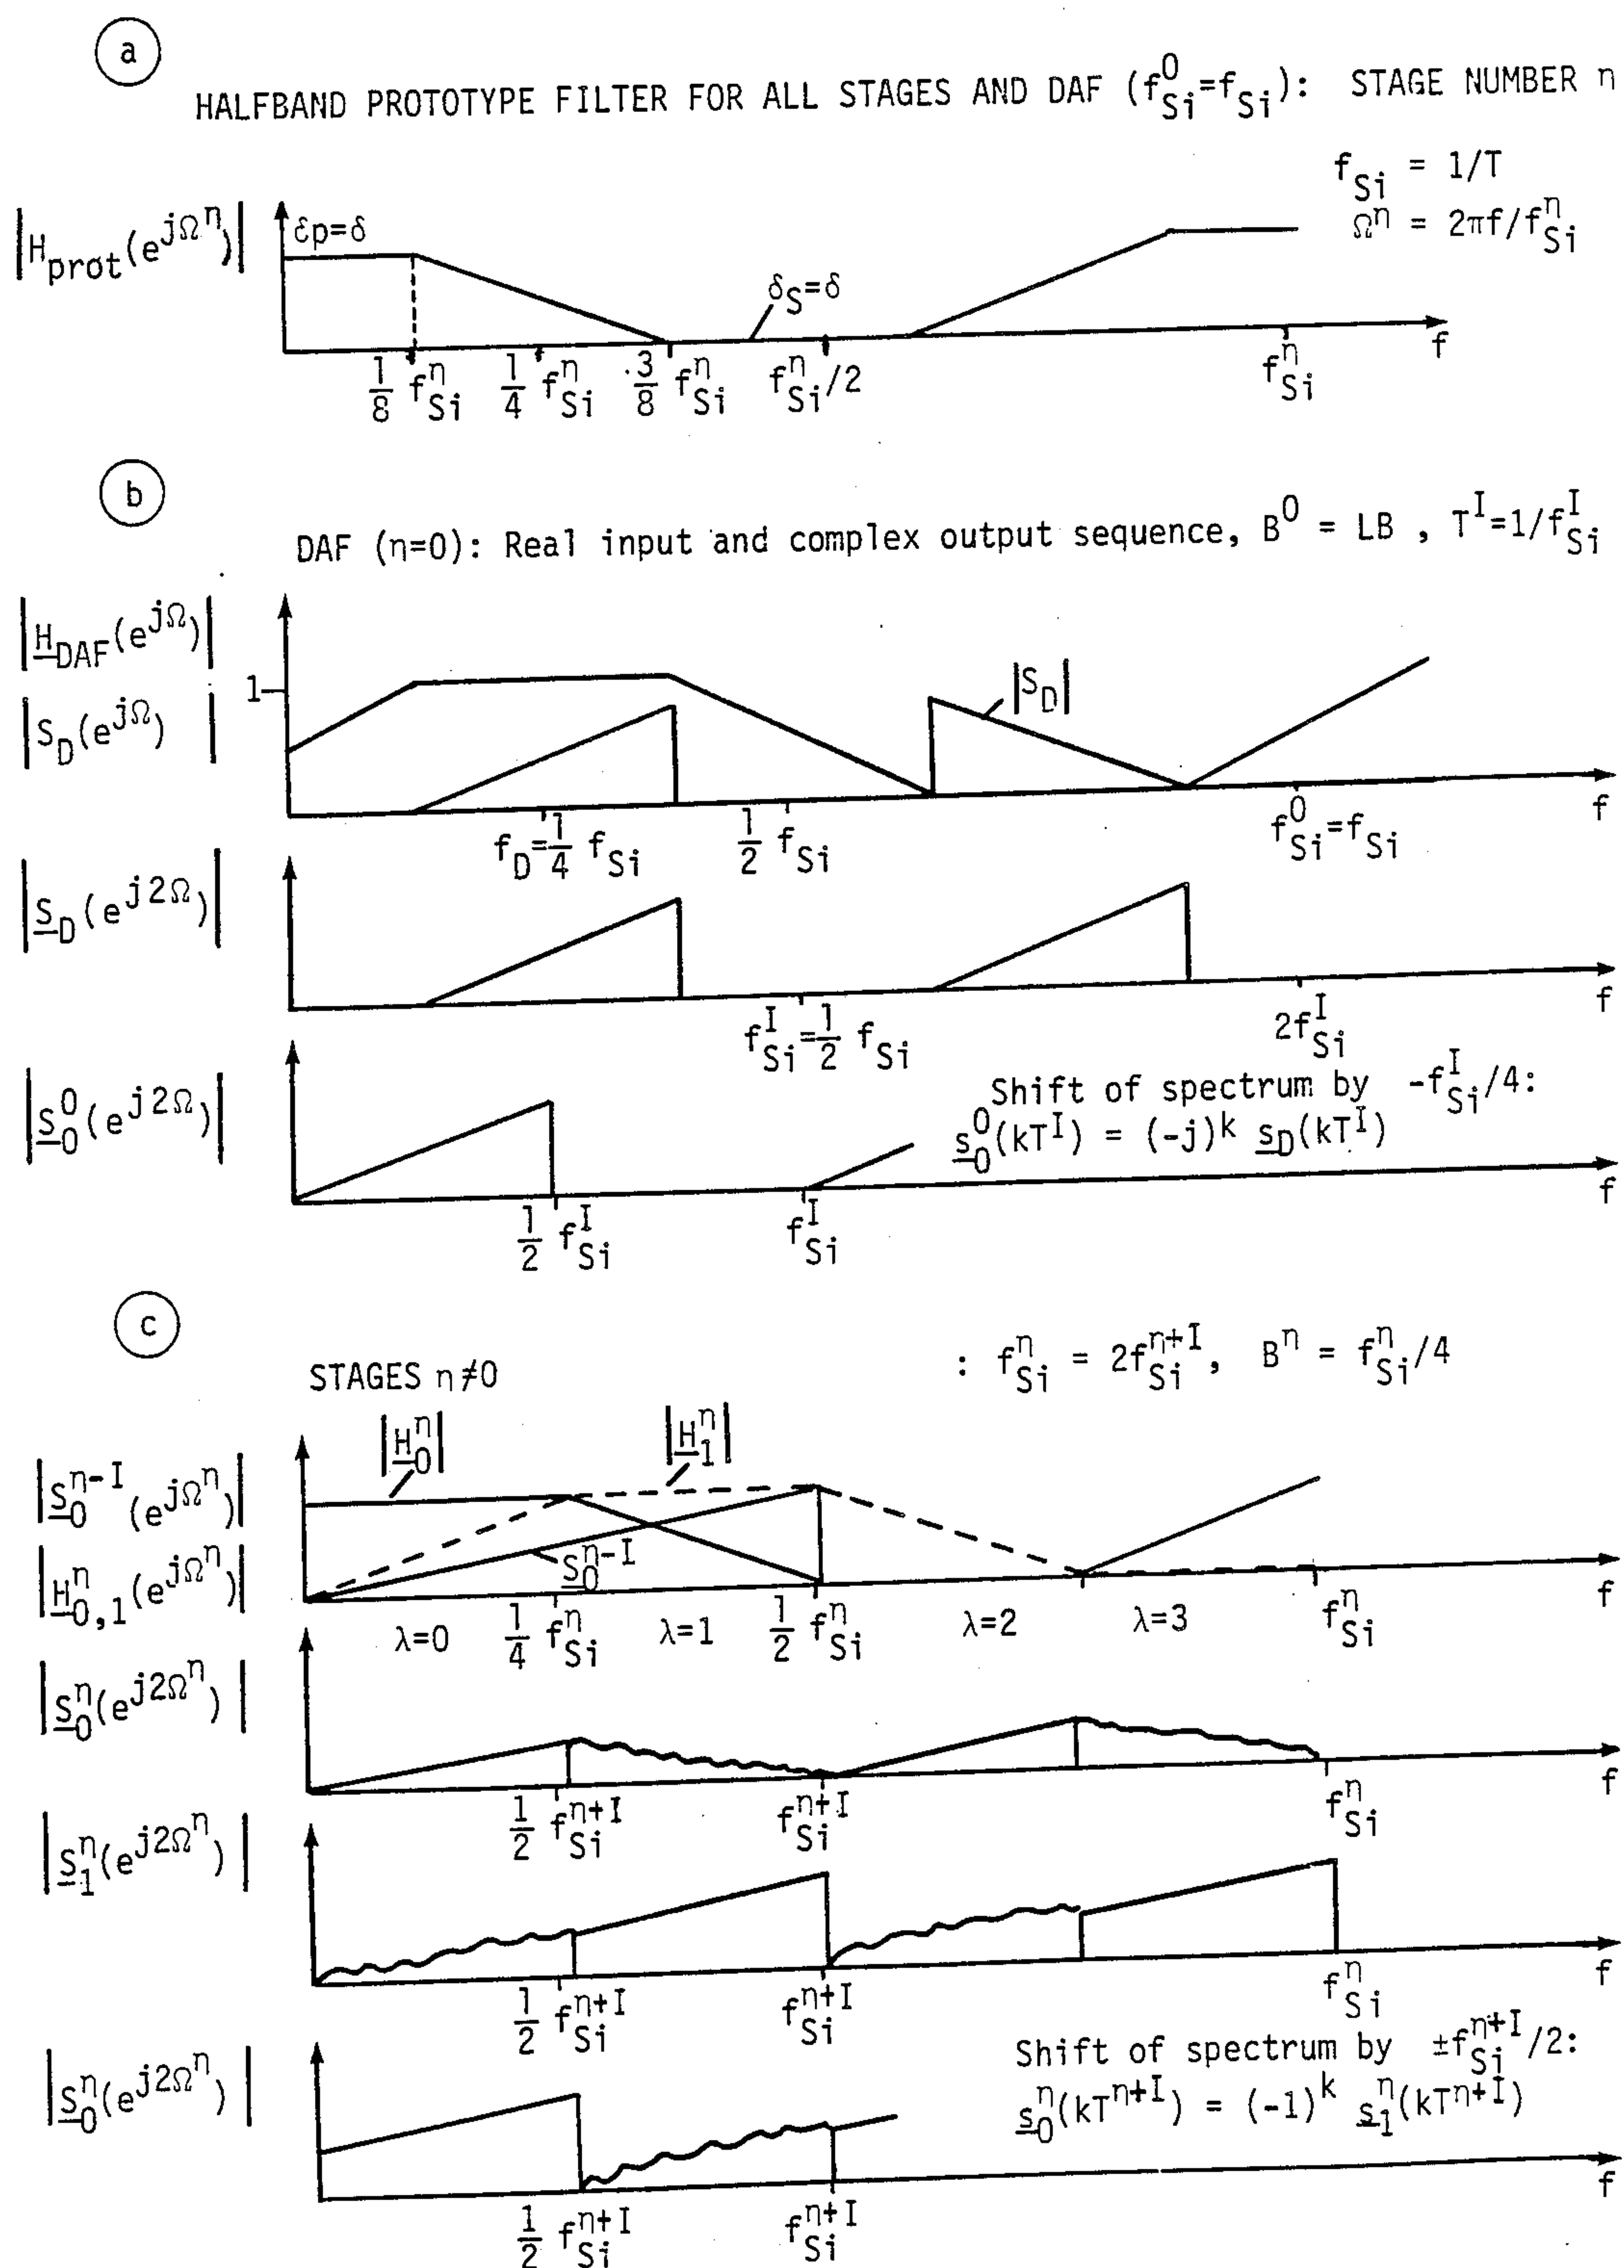 a
HALFBAND PROTOTYPE FILTER FOR ALL STAGES AND DAF (f⁰_Si=f_Si): STAGE NUMBER η
f_Si = 1/T
Ω^η = 2πf/f^η_Si
|H_prot(e^jΩ^η)|
δp=δ
δ_S=δ
1/8 f^η_Si 1/4 f^η_Si 3/8 f^η_Si f^η_Si/2 f^η_Si f
b
DAF (η=0): Real input and complex output sequence, B⁰ = LB , T^I=1/f^I_Si
|H_DAF(e^jΩ)|
|S_D(e^jΩ)|
1
|S_D|
f_D=1/4 f_Si 1/2 f_Si f⁰_Si=f_Si f
|S_D(e^j2Ω)|
f^I_Si=1/2 f_Si 2f^I_Si f
|S⁰_0(e^j2Ω)|
Shift of spectrum by -f^I_Si/4:
s⁰_0(kT^I) = (-j)^k s_D(kT^I)
1/2 f^I_Si f^I_Si f
c
STAGES η≠0 : f^η_Si = 2f^η+I_Si, B^η = f^η_Si/4
|H^η_0| |H^η_1|
|S^η-I_0(e^jΩ^η)|
|H^η_0,1(e^jΩ^η)|
S^η-I_0
λ=0 1/4 f^η_Si λ=1 1/2 f^η_Si λ=2 λ=3 f^η_Si f
|S^η_0(e^j2Ω^η)|
1/2 f^η+I_Si f^η+I_Si f^η_Si f
|S^η_1(e^j2Ω^η)|
1/2 f^η+I_Si f^η+I_Si f^η_Si f
|S^η_0(e^j2Ω^η)|
Shift of spectrum by ±f^η+I_Si/2:
s^η_0(kT^η+I) = (-1)^k s^η_1(kT^η+I)
1/2 f^η+I_Si f^η+I_Si f